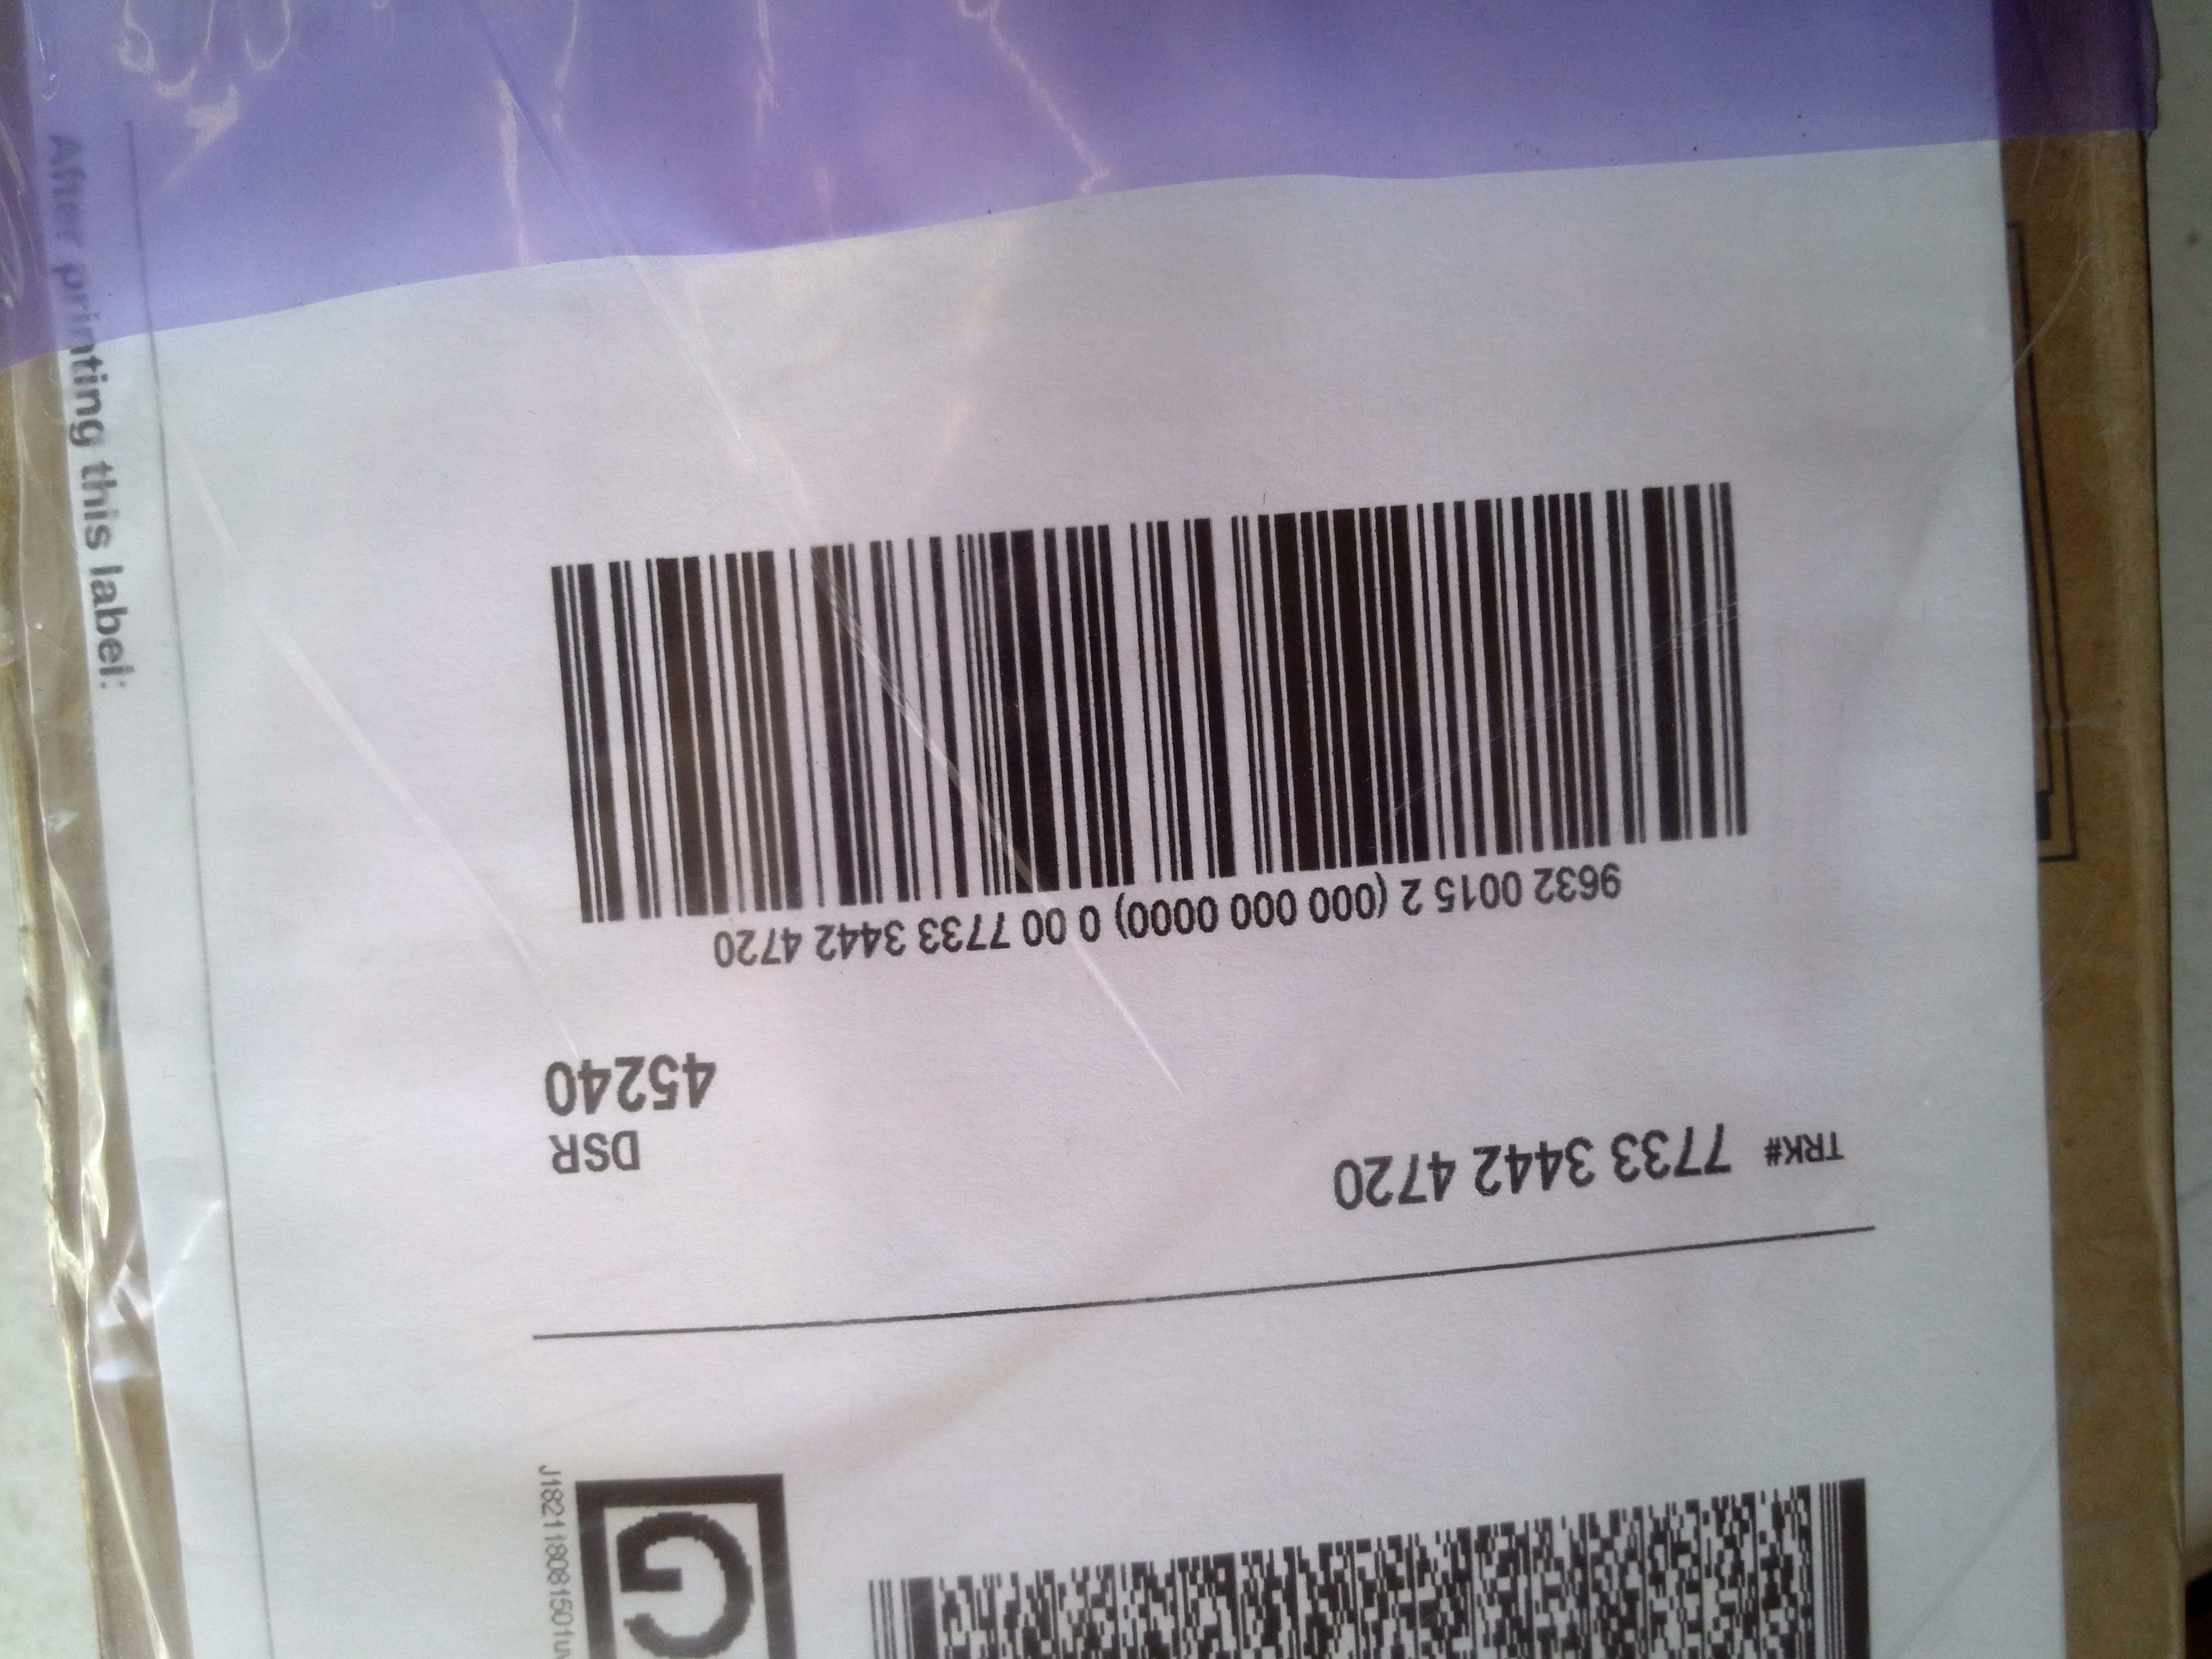 J182118081501uv
G
TRK# 7733 3442 4720
DSR
45240
9632 0015 2 (000 000 0000) 0 00 7733 3442 4720
After printing this label: